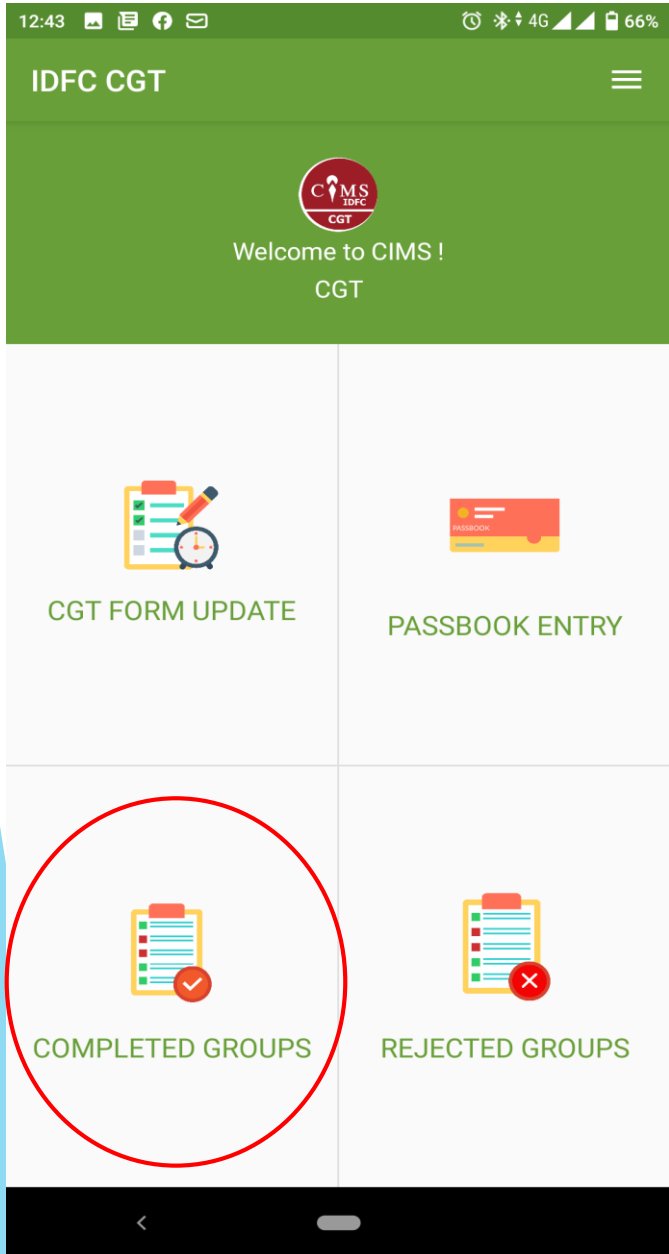 12:43
4G 66%
IDFC CGT
CIMS
IDFC
CGT
Welcome to CIMS !
CGT
CGT FORM UPDATE
PASSBOOK
PASSBOOK ENTRY
COMPLETED GROUPS
REJECTED GROUPS